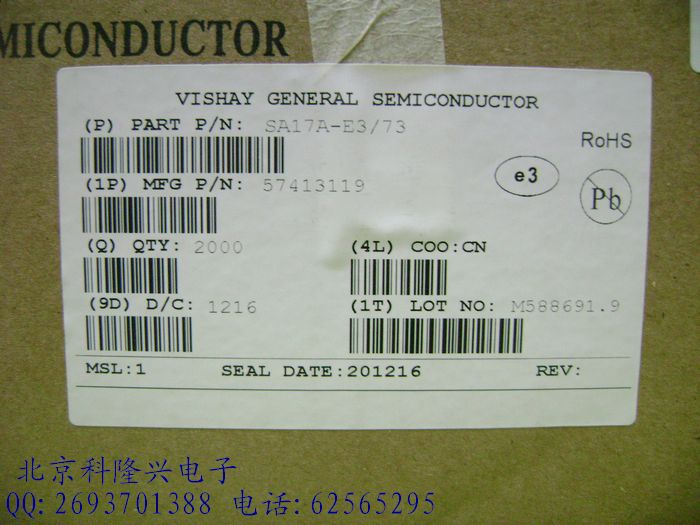 MICONDUCTOR
VISHAY GENERAL SEMICONDUCTOR
(P) PART P/N: SA17A-E3/73
RoHS
(1P) MFG P/N: 57413119
e3
Pb
(Q) QTY: 2000
(4L) COO:CN
(9D) D/C: 1216
(1T) LOT NO: M588691.9
MSL:1 SEAL DATE:201216 REV:
北京科隆兴电子
QQ:2693701388 电话:62565295